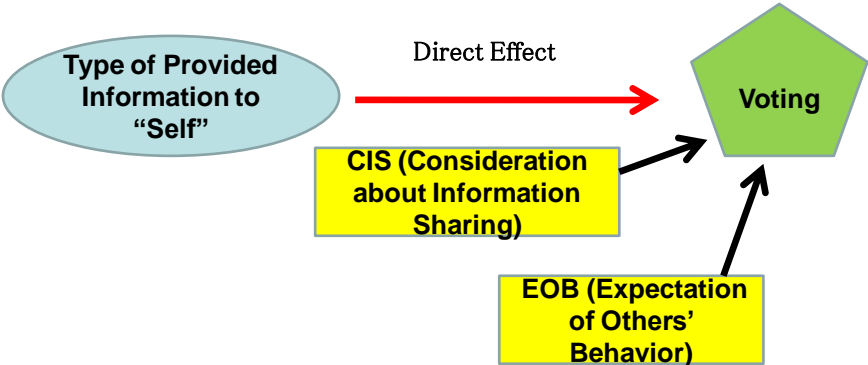 Type of Provided
Information to
“Self”
Direct Effect
Voting
CIS (Consideration
about Information
Sharing)
EOB (Expectation
of Others’
Behavior)